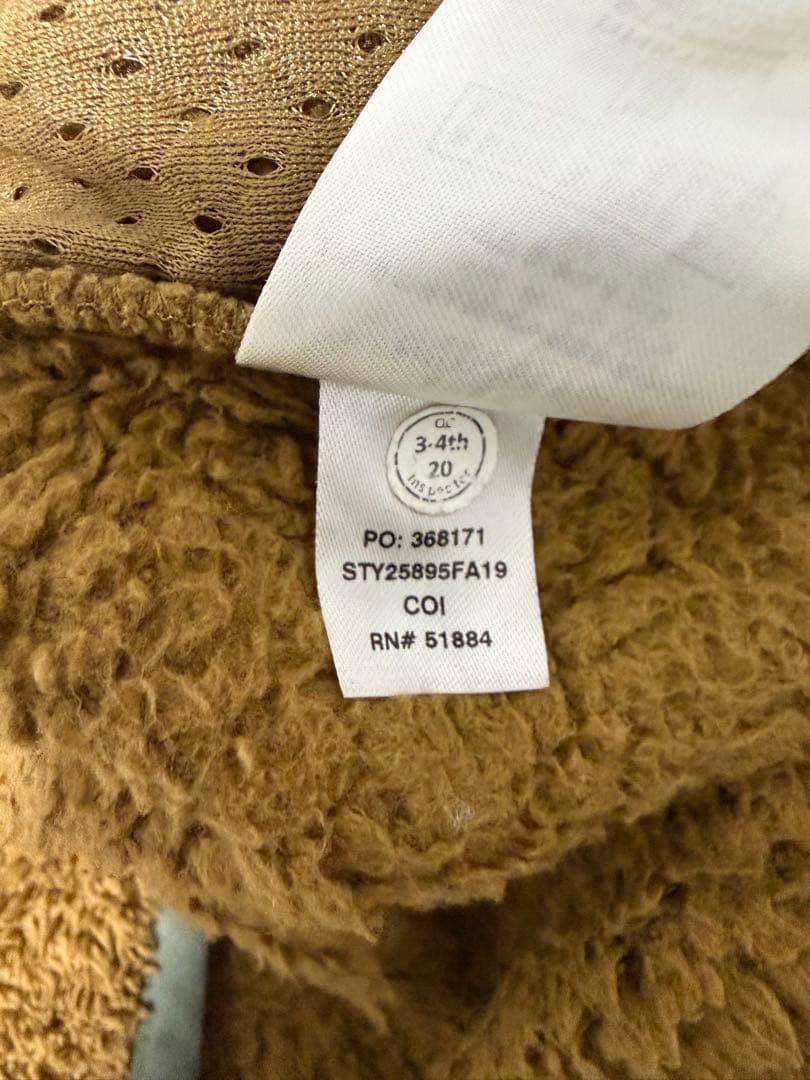 QC
3-4th
20
Inspector
PO: 368171
STY25895FA19
COI
RN# 51884